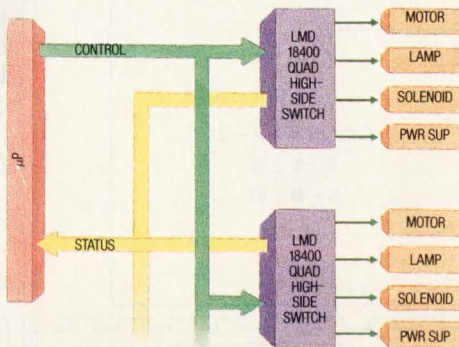 CONTROL
LMD
18400
QUAD
HIGH-
SIDE
SWITCH
MOTOR
LAMP
SOLENOID
PWR SUP
µP
STATUS
LMD
18400
QUAD
HIGH-
SIDE
SWITCH
MOTOR
LAMP
SOLENOID
PWR SUP